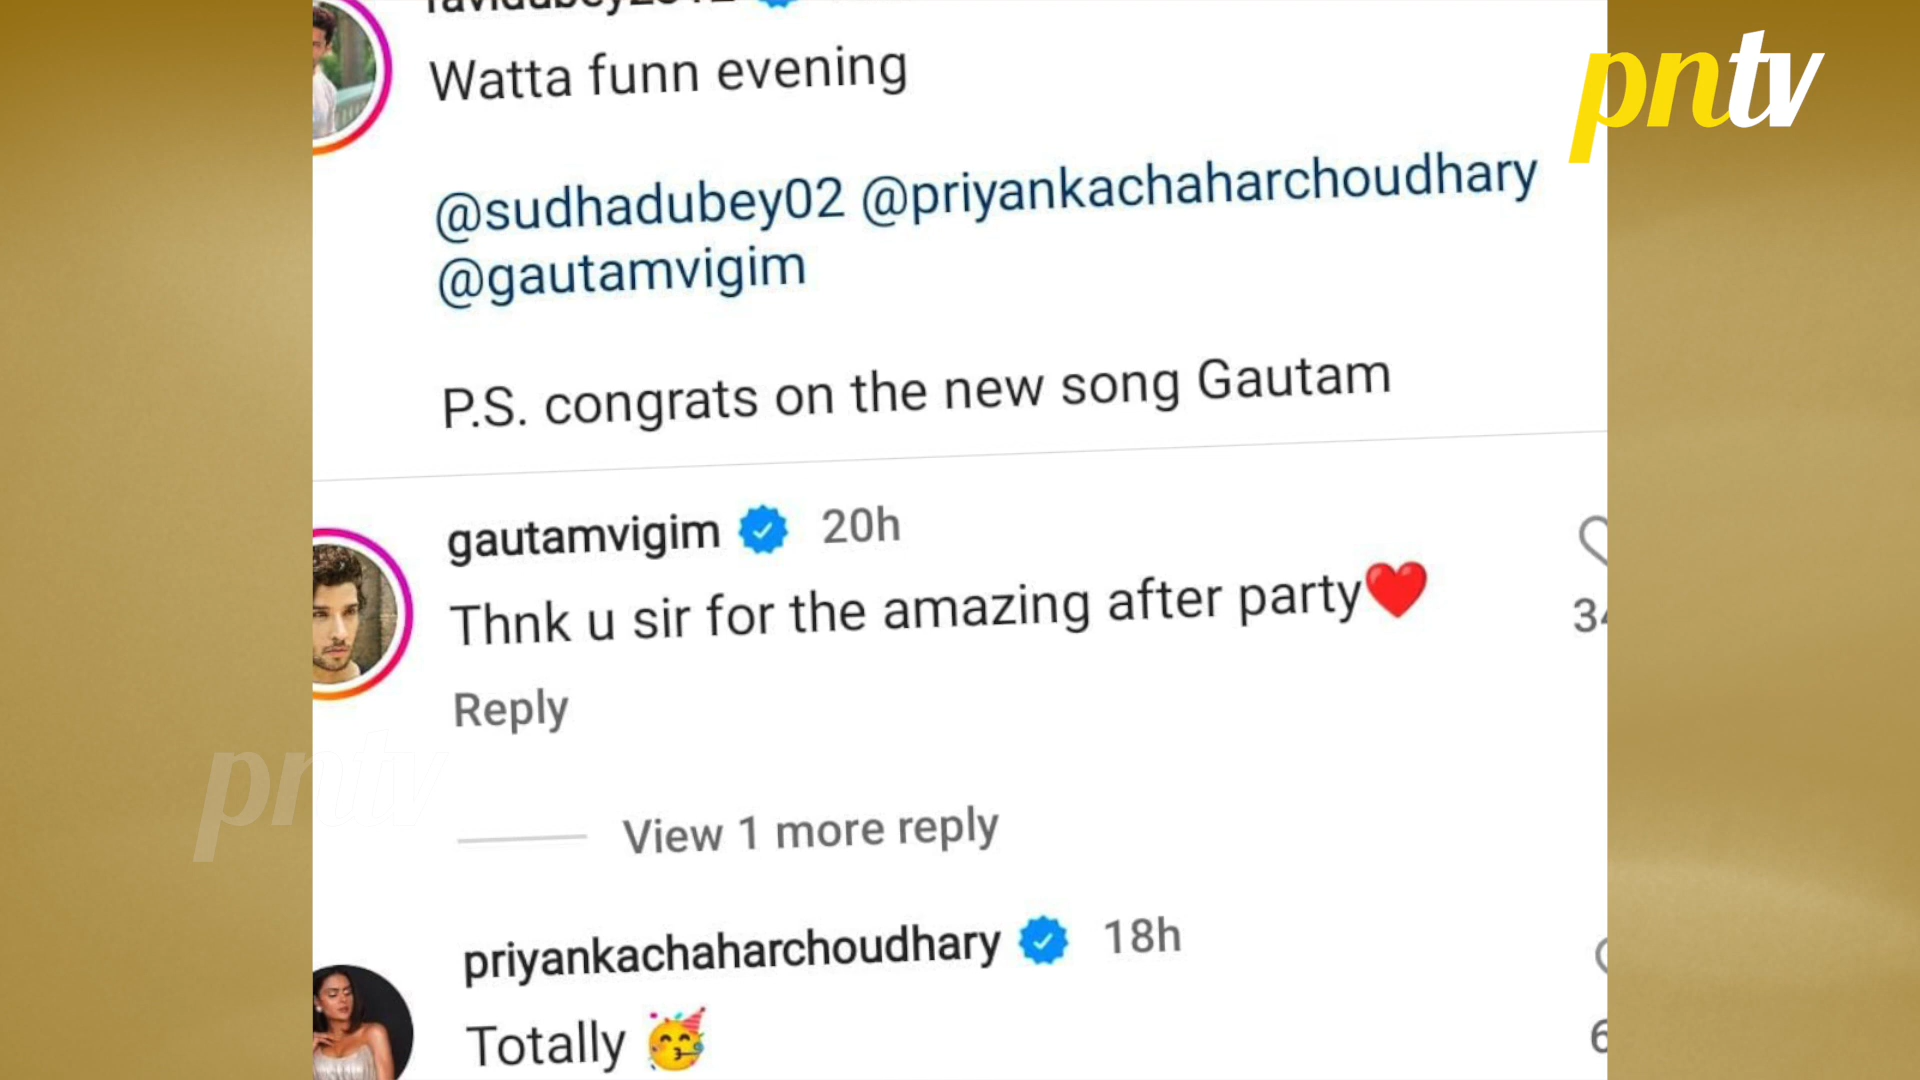 pntv
Watta funn evening
@sudhadubey02 @priyankachaharchoudhary
@gautamvigim
P.S. congrats on the new song Gautam
gautamvigim 20h
Thnk u sir for the amazing after party❤️
Reply
pntv
View 1 more reply
priyankachaharchoudhary 18h
Totally 🥳